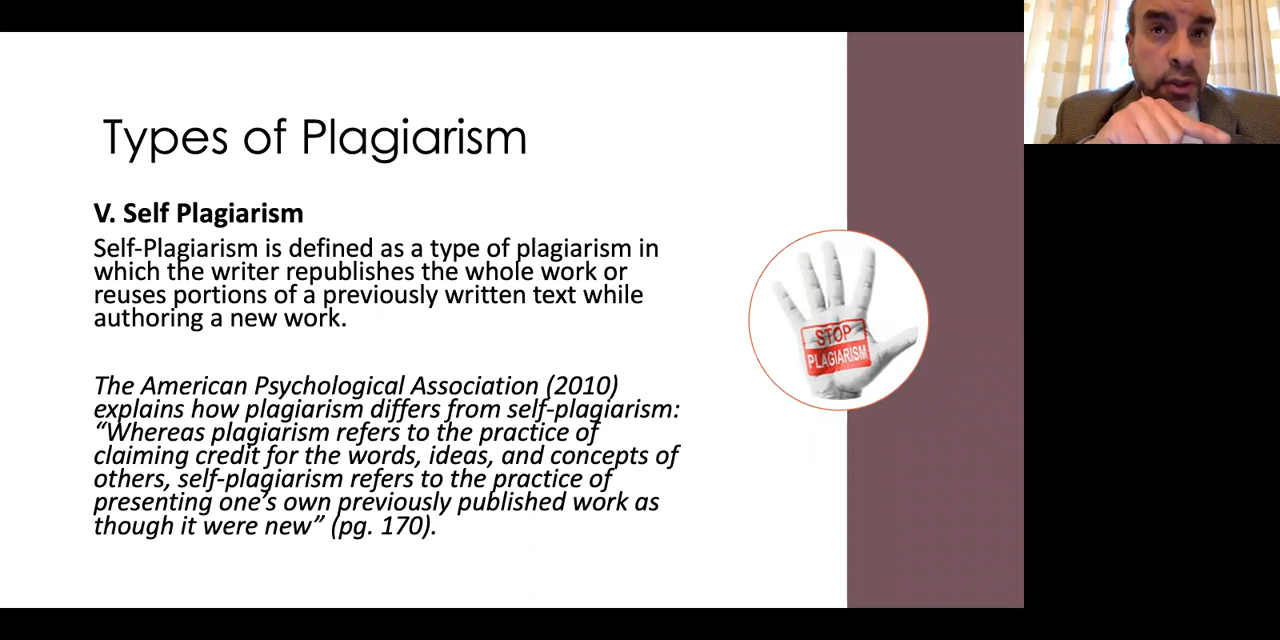 Types of Plagiarism
V. Self Plagiarism
Self-Plagiarism is defined as a type of plagiarism in
which the writer republishes the whole work or
reuses portions of a previously written text while
authoring a new work.
The American Psychological Association (2010)
explains how plagiarism differs from self-plagiarism:
“Whereas plagiarism refers to the practice of
claiming credit for the words, ideas, and concepts of
others, self-plagiarism refers to the practice of
presenting one’s own previously published work as
though it were new” (pg. 170).
STOP
PLAGIARISM